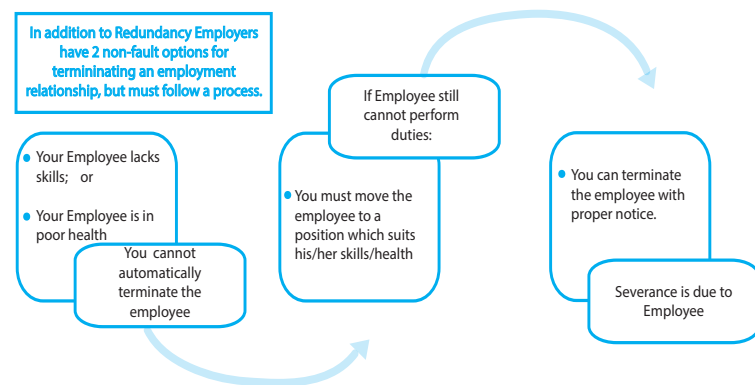 In addition to Redundancy Employers
have 2 non-fault options for
termininating an employment
relationship, but must follow a process.
• Your Employee lacks
skills; or
• Your Employee is in
poor health
You cannot
automatically
terminate the
employee
If Employee still
cannot perform
duties:
• You must move the
employee to a
position which suits
his/her skills/health
• You can terminate
the employee with
proper notice.
Severance is due to
Employee